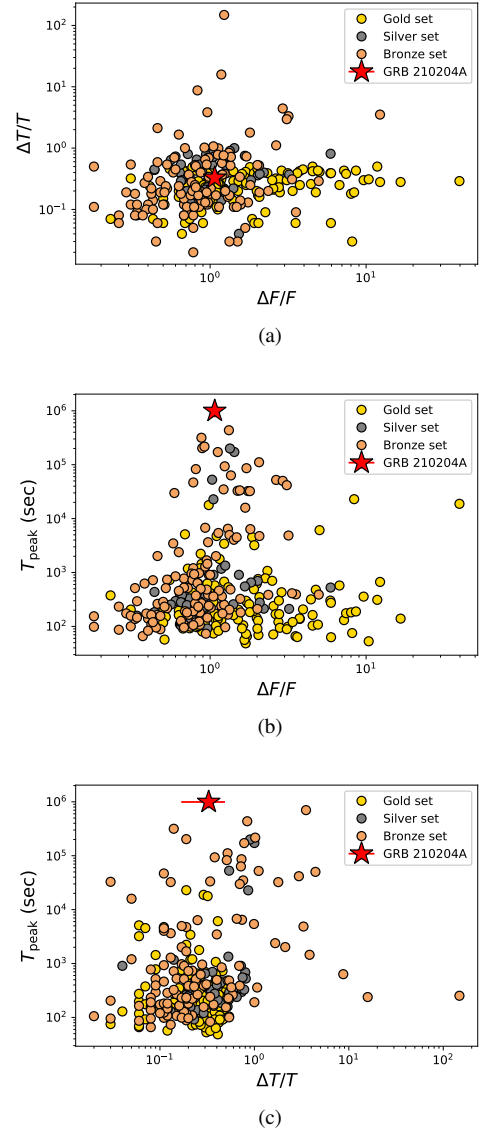 10² 10¹ 10⁰ 10⁻¹
ΔT/T
Gold set
Silver set
Bronze set
GRB 210204A
10⁰ 10¹
ΔF/F
(a)
10⁶ 10⁵ 10⁴ 10³ 10²
T_peak (sec)
Gold set
Silver set
Bronze set
GRB 210204A
10⁰ 10¹
ΔF/F
(b)
10⁶ 10⁵ 10⁴ 10³ 10²
T_peak (sec)
Gold set
Silver set
Bronze set
GRB 210204A
10⁻¹ 10⁰ 10¹ 10²
ΔT/T
(c)